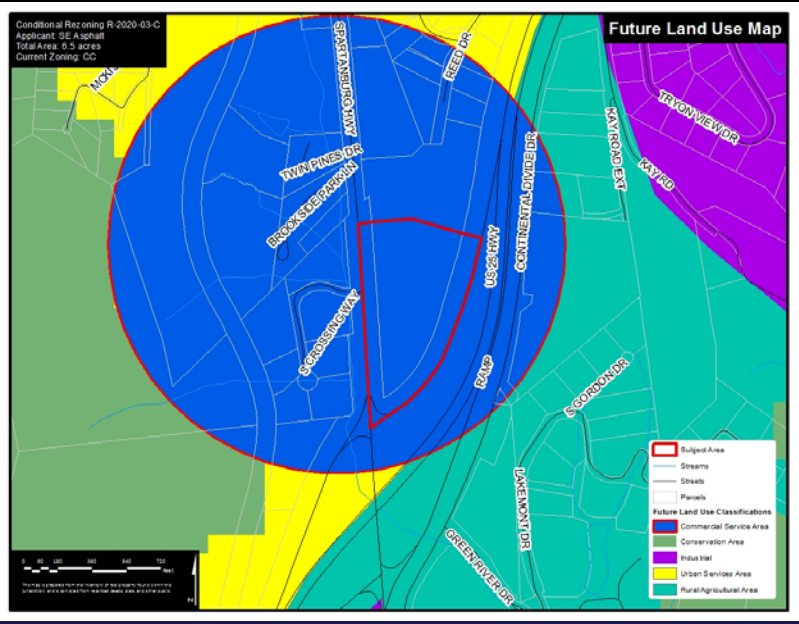 Conditional Rezoning R-2020-03-C
Applicant: SE Asphalt
Total Area: 6.5 acres
Current Zoning: CC
Future Land Use Map
SPARTANBURG HWY
REED DR
TRYON VIEW DR
TWIN PINES DR
BROOKSIDE PARK LN
KAY ROAD EXT
KAY RD
CONTINENTAL DIVIDE DR
US 25 HWY
S CROSSING WAY
RAMP
S GORDON DR
LAKEMONT DR
GREEN RIVER DR
Subject Area
Streams
Streets
Parcels
Future Land Use Classifications
Commercial Service Area
Conservation Area
Industrial
Urban Services Area
Rural Agricultural Area
Feet